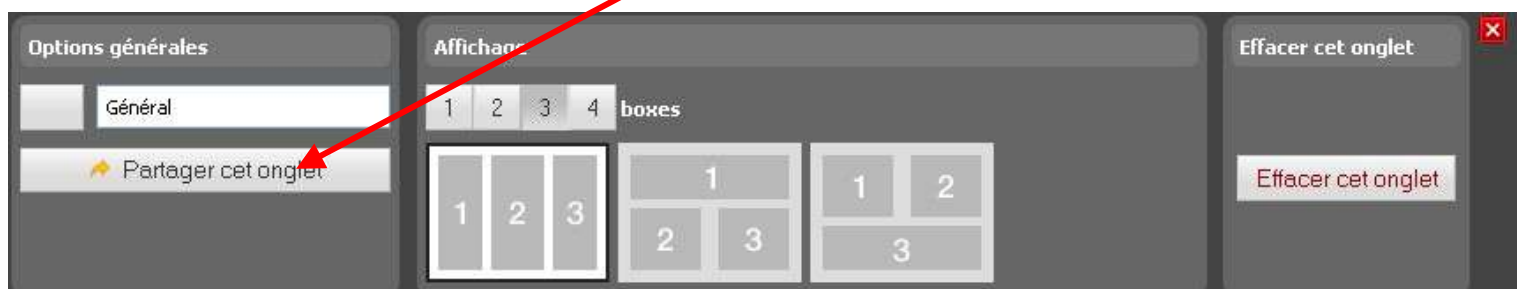 Options générales
Général
Partager cet onglet
Affichage
1 2 3 4 boxes
1 2 3
1
2 3
1 2
3
Effacer cet onglet
Effacer cet onglet